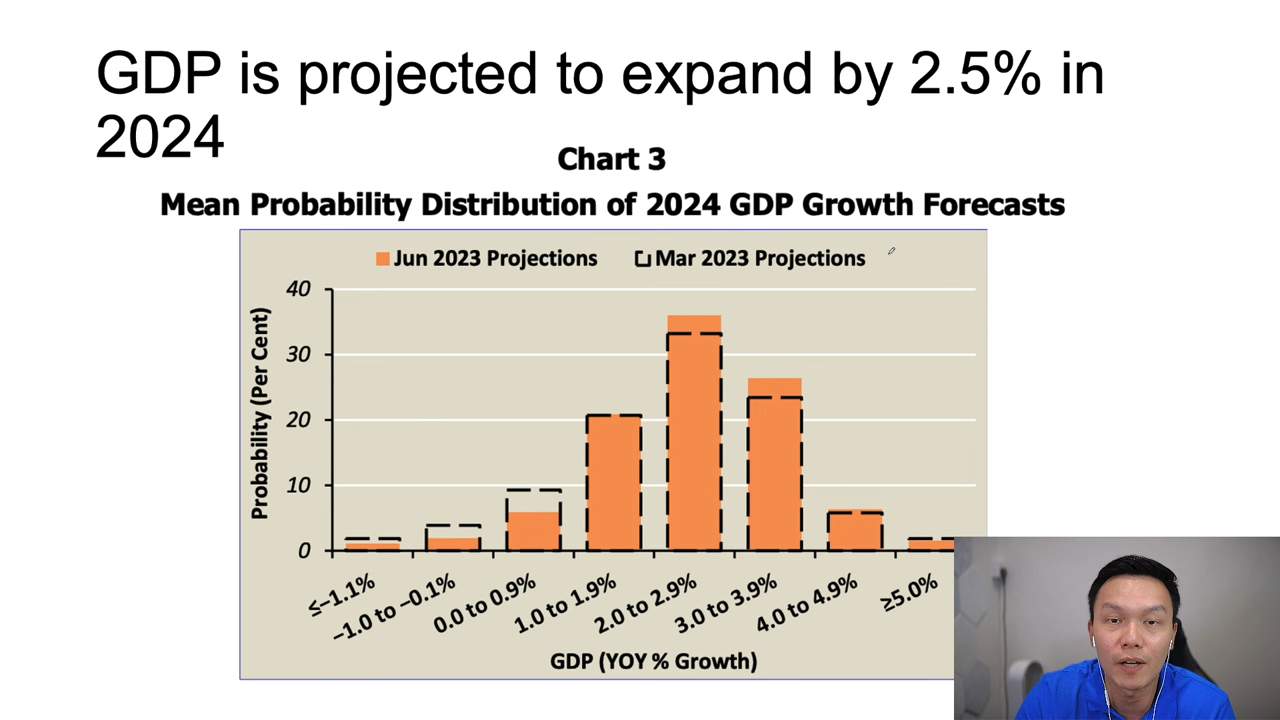 GDP is projected to expand by 2.5% in
2024
Chart 3
Mean Probability Distribution of 2024 GDP Growth Forecasts
Jun 2023 Projections Mar 2023 Projections
Probability (Per Cent)
40
30
20
10
0
≤−1.1%
−1.0 to −0.1%
0.0 to 0.9%
1.0 to 1.9%
2.0 to 2.9%
3.0 to 3.9%
4.0 to 4.9%
≥5.0%
GDP (YOY % Growth)